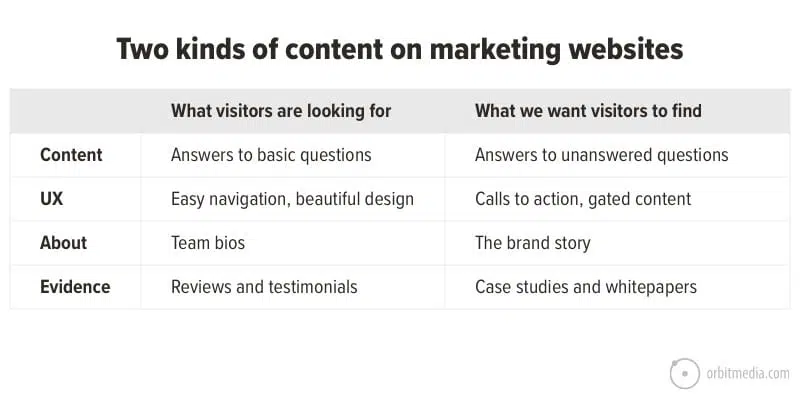 Two kinds of content on marketing websites
What visitors are looking for What we want visitors to find
Content Answers to basic questions Answers to unanswered questions
UX Easy navigation, beautiful design Calls to action, gated content
About Team bios The brand story
Evidence Reviews and testimonials Case studies and whitepapers
orbitmedia.com